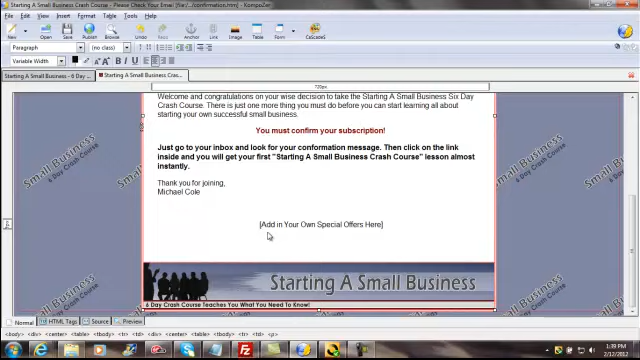 Starting A Small Business Crash Course - Please Check Your Emai [file:/.../confirmation.htm] - KompoZer
File Edit View Insert Format Table Tools Help
New Open Save Publish Browse Undo Redo Anchor Link Image Table Form CaScadeS
Paragraph (no class)
Variable Width
Starting A Small Business - 6 Day ... Starting A Small Business Cras...
720px
Welcome and congratulations on your wise decision to take the Starting A Small Business Six Day
Crash Course. There is just one more thing you must do before you can start learning all about
starting your own successful small business.
You must confirm your subscription!
Just go to your inbox and look for your conformation message. Then click on the link
inside and you will get your first "Starting A Small Business Crash Course" lesson almost
instantly.
Thank you for joining,
Michael Cole
[Add in Your Own Special Offers Here]
Starting A Small Business
6 Day Crash Course Teaches You What You Need To Know!
Small Business
6 Day Crash Course
Normal HTML Tags Source Preview
<body> <div> <center> <table> <tbody> <tr> <td> <center> <table> <tbody> <tr> <td> <p>
1:39 PM
2/17/2012